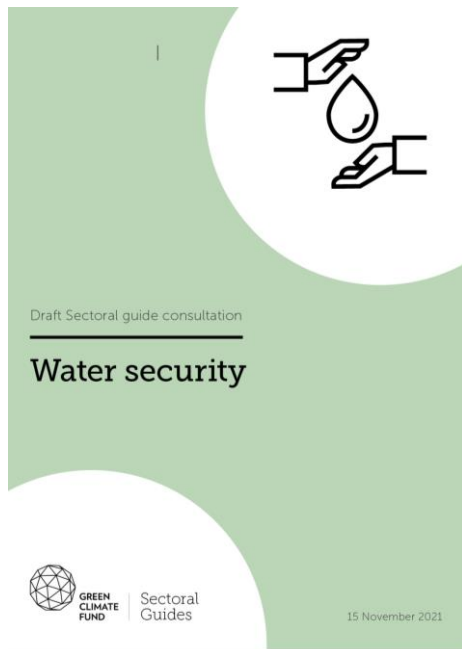 Draft Sectoral guide consultation
Water security
GREEN
CLIMATE
FUND
Sectoral
Guides
15 November 2021